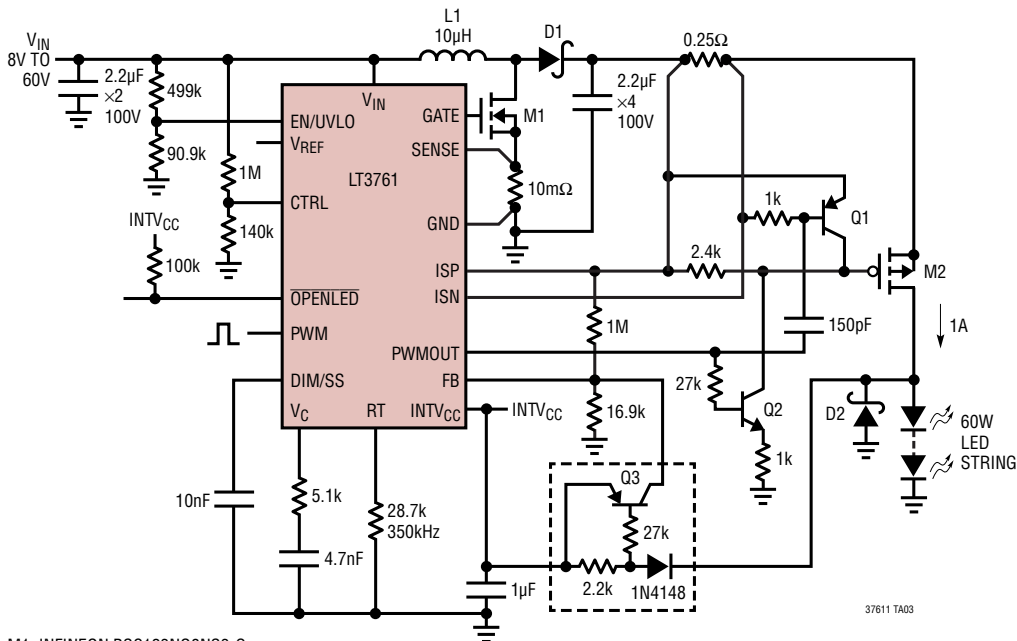 L1
10µH
D1
0.25Ω
VIN
8V TO
60V
2.2µF
×2
100V
499k
90.9k
1M
140k
INTVCC
100k
VIN
EN/UVLO
VREF
LT3761
CTRL
OPENLED
PWM
DIM/SS
VC
RT
GATE
SENSE
GND
ISP
ISN
PWMOUT
FB
INTVCC
INTVCC
M1
10mΩ
2.2µF
×4
100V
1k
Q1
2.4k
M2
1A
150pF
1M
27k
Q2
1k
16.9k
D2
60W
LED
STRING
Q3
27k
2.2k
1N4148
10nF
5.1k
4.7nF
28.7k
350kHz
1µF
37611 TA03